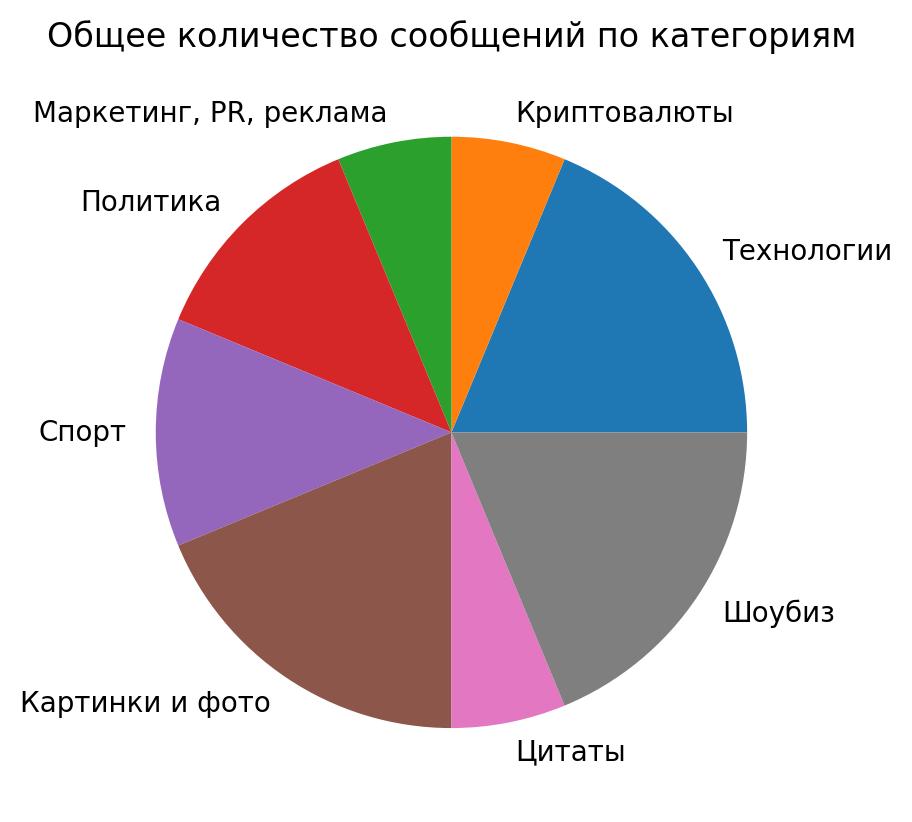 Общее количество сообщений по категориям
Маркетинг, PR, реклама
Криптовалюты
Политика
Технологии
Спорт
Шоубиз
Картинки и фото
Цитаты